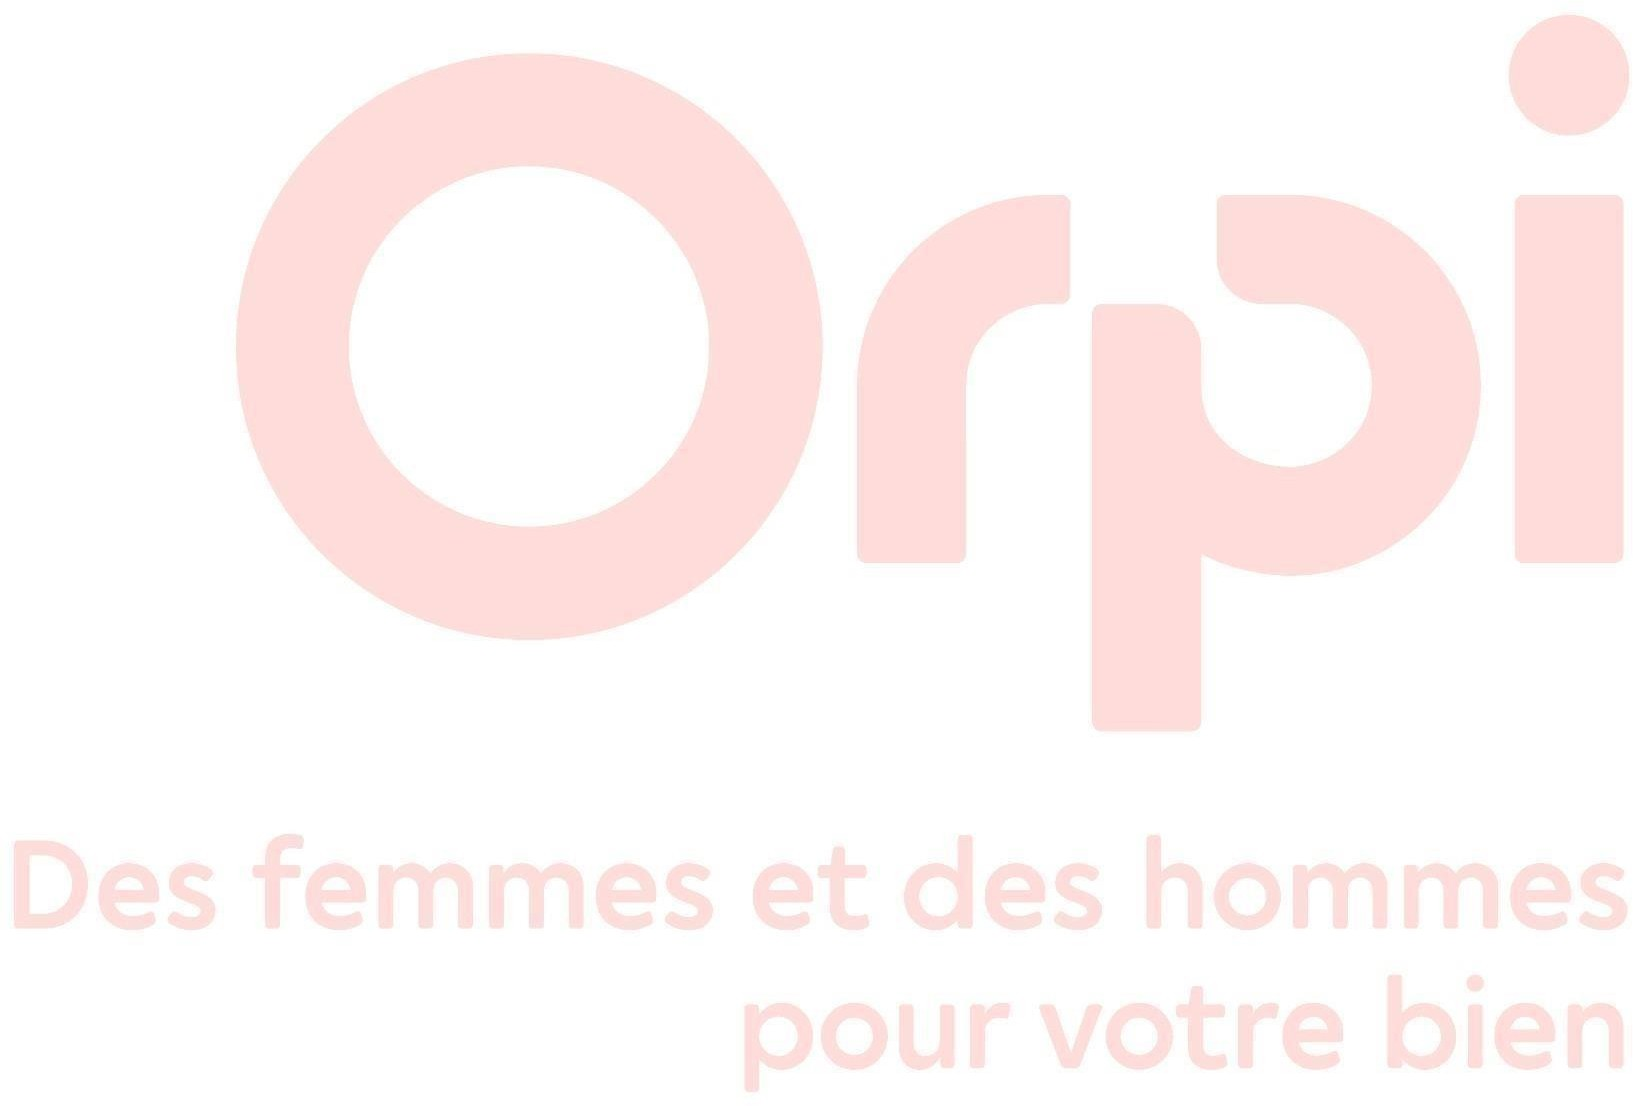 Orpi
Des femmes et des hommes
pour votre bien